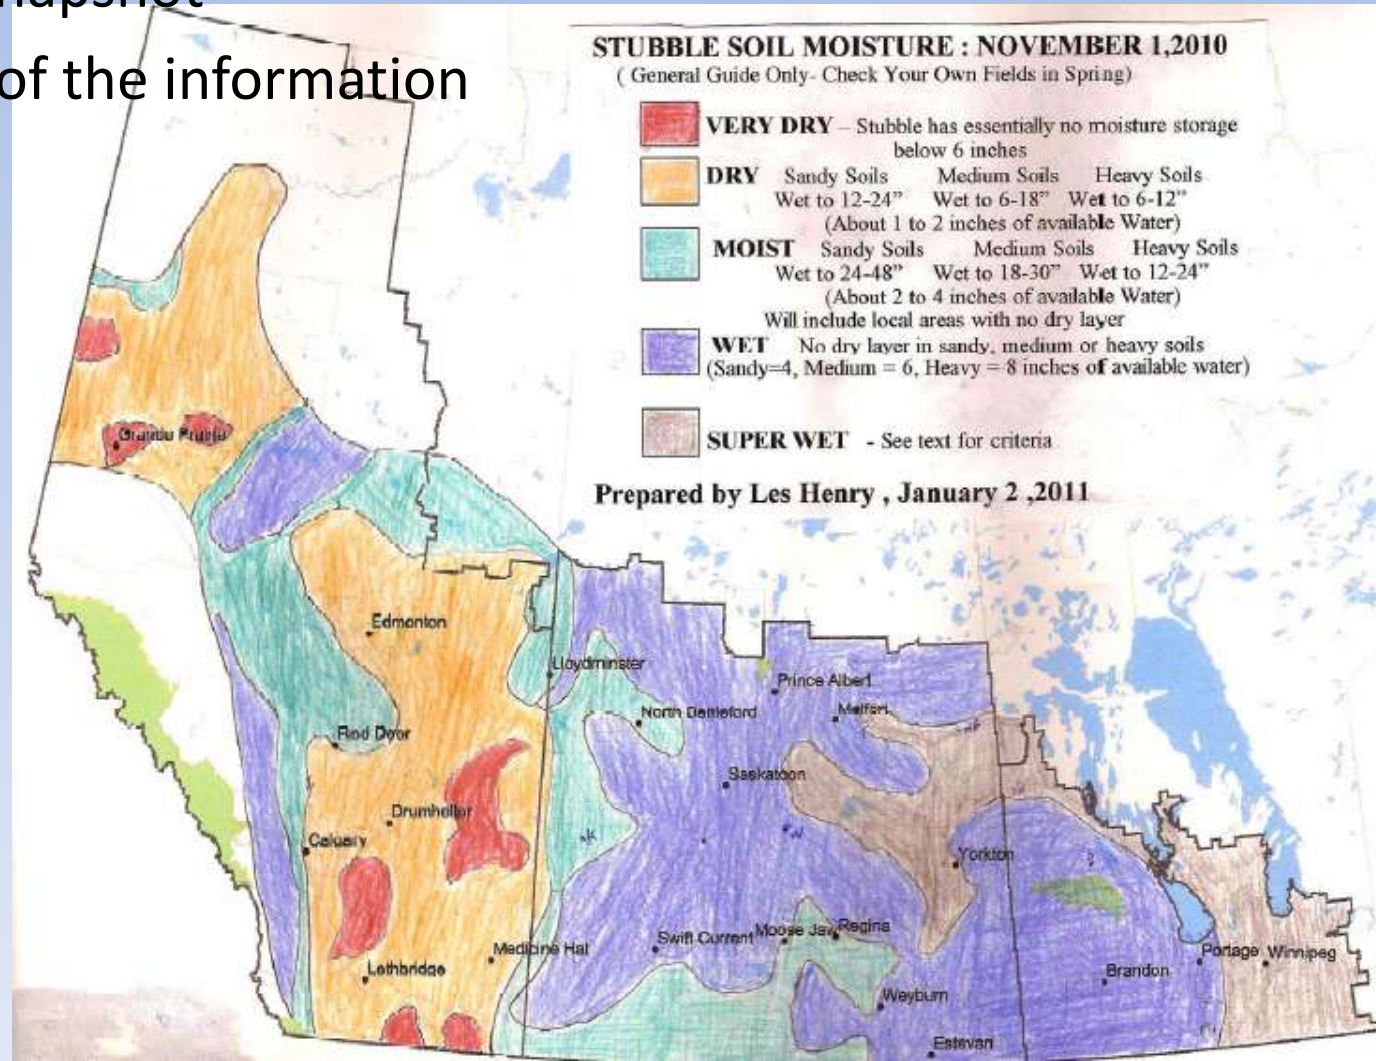 napshot
of the information
STUBBLE SOIL MOISTURE : NOVEMBER 1,2010
( General Guide Only- Check Your Own Fields in Spring)
VERY DRY – Stubble has essentially no moisture storage
below 6 inches
DRY Sandy Soils Medium Soils Heavy Soils
Wet to 12-24” Wet to 6-18” Wet to 6-12”
(About 1 to 2 inches of available Water)
MOIST Sandy Soils Medium Soils Heavy Soils
Wet to 24-48” Wet to 18-30” Wet to 12-24”
(About 2 to 4 inches of available Water)
Will include local areas with no dry layer
WET No dry layer in sandy, medium or heavy soils
(Sandy=4, Medium = 6, Heavy = 8 inches of available water)
SUPER WET - See text for criteria
Prepared by Les Henry , January 2 ,2011
Grande Prairie
Edmonton
Lloydminster
Prince Albert
North Battleford
Melfort
Red Deer
Saskatoon
Drumheller
Calgary
Yorkton
Swift Current
Moose Jaw
Regina
Medicine Hat
Portage
Winnipeg
Lethbridge
Brandon
Weyburn
Estevan